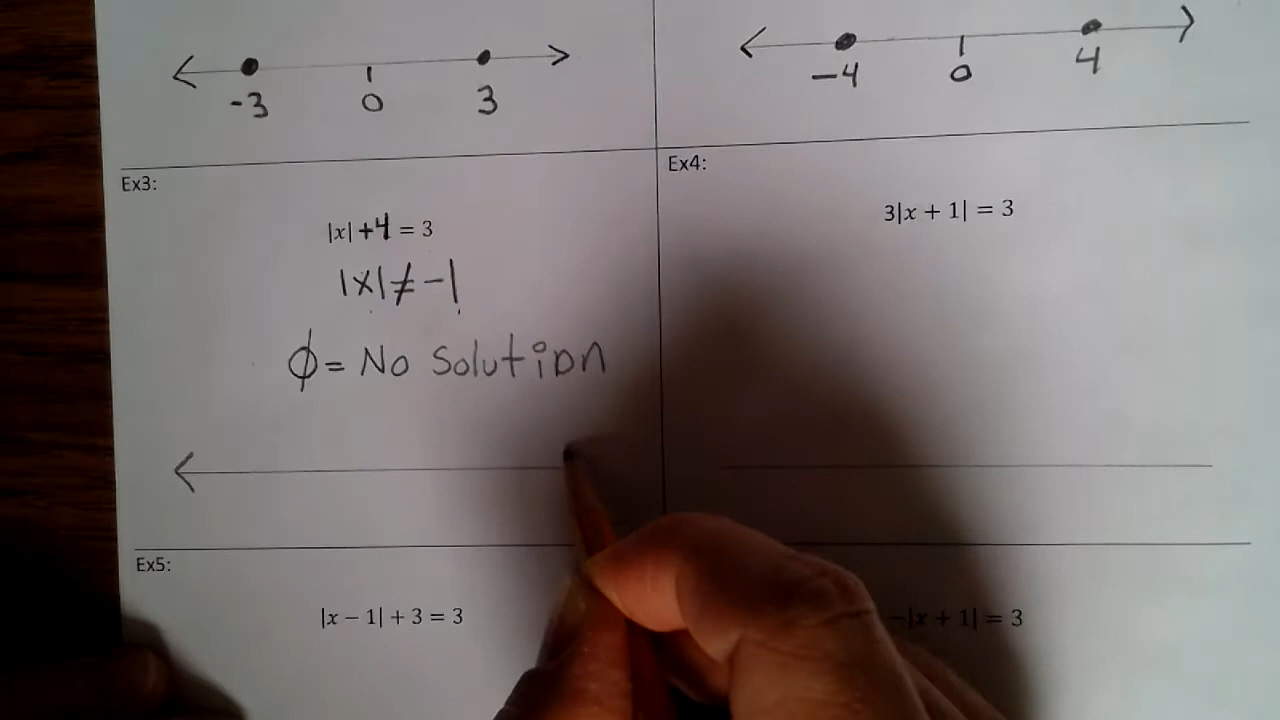 -3 0 3
-4 0 4
Ex3:
|x| +4 = 3
|x| ≠ -1
ϕ = No Solution
Ex4:
3|x + 1| = 3
Ex5:
|x − 1| + 3 = 3
−|x + 1| = 3